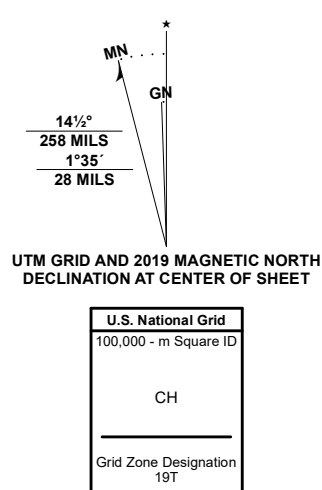 ★
MN
GN
14½°
258 MILS
1°35´
28 MILS
UTM GRID AND 2019 MAGNETIC NORTH
DECLINATION AT CENTER OF SHEET
U.S. National Grid
100,000 - m Square ID
CH
Grid Zone Designation
19T